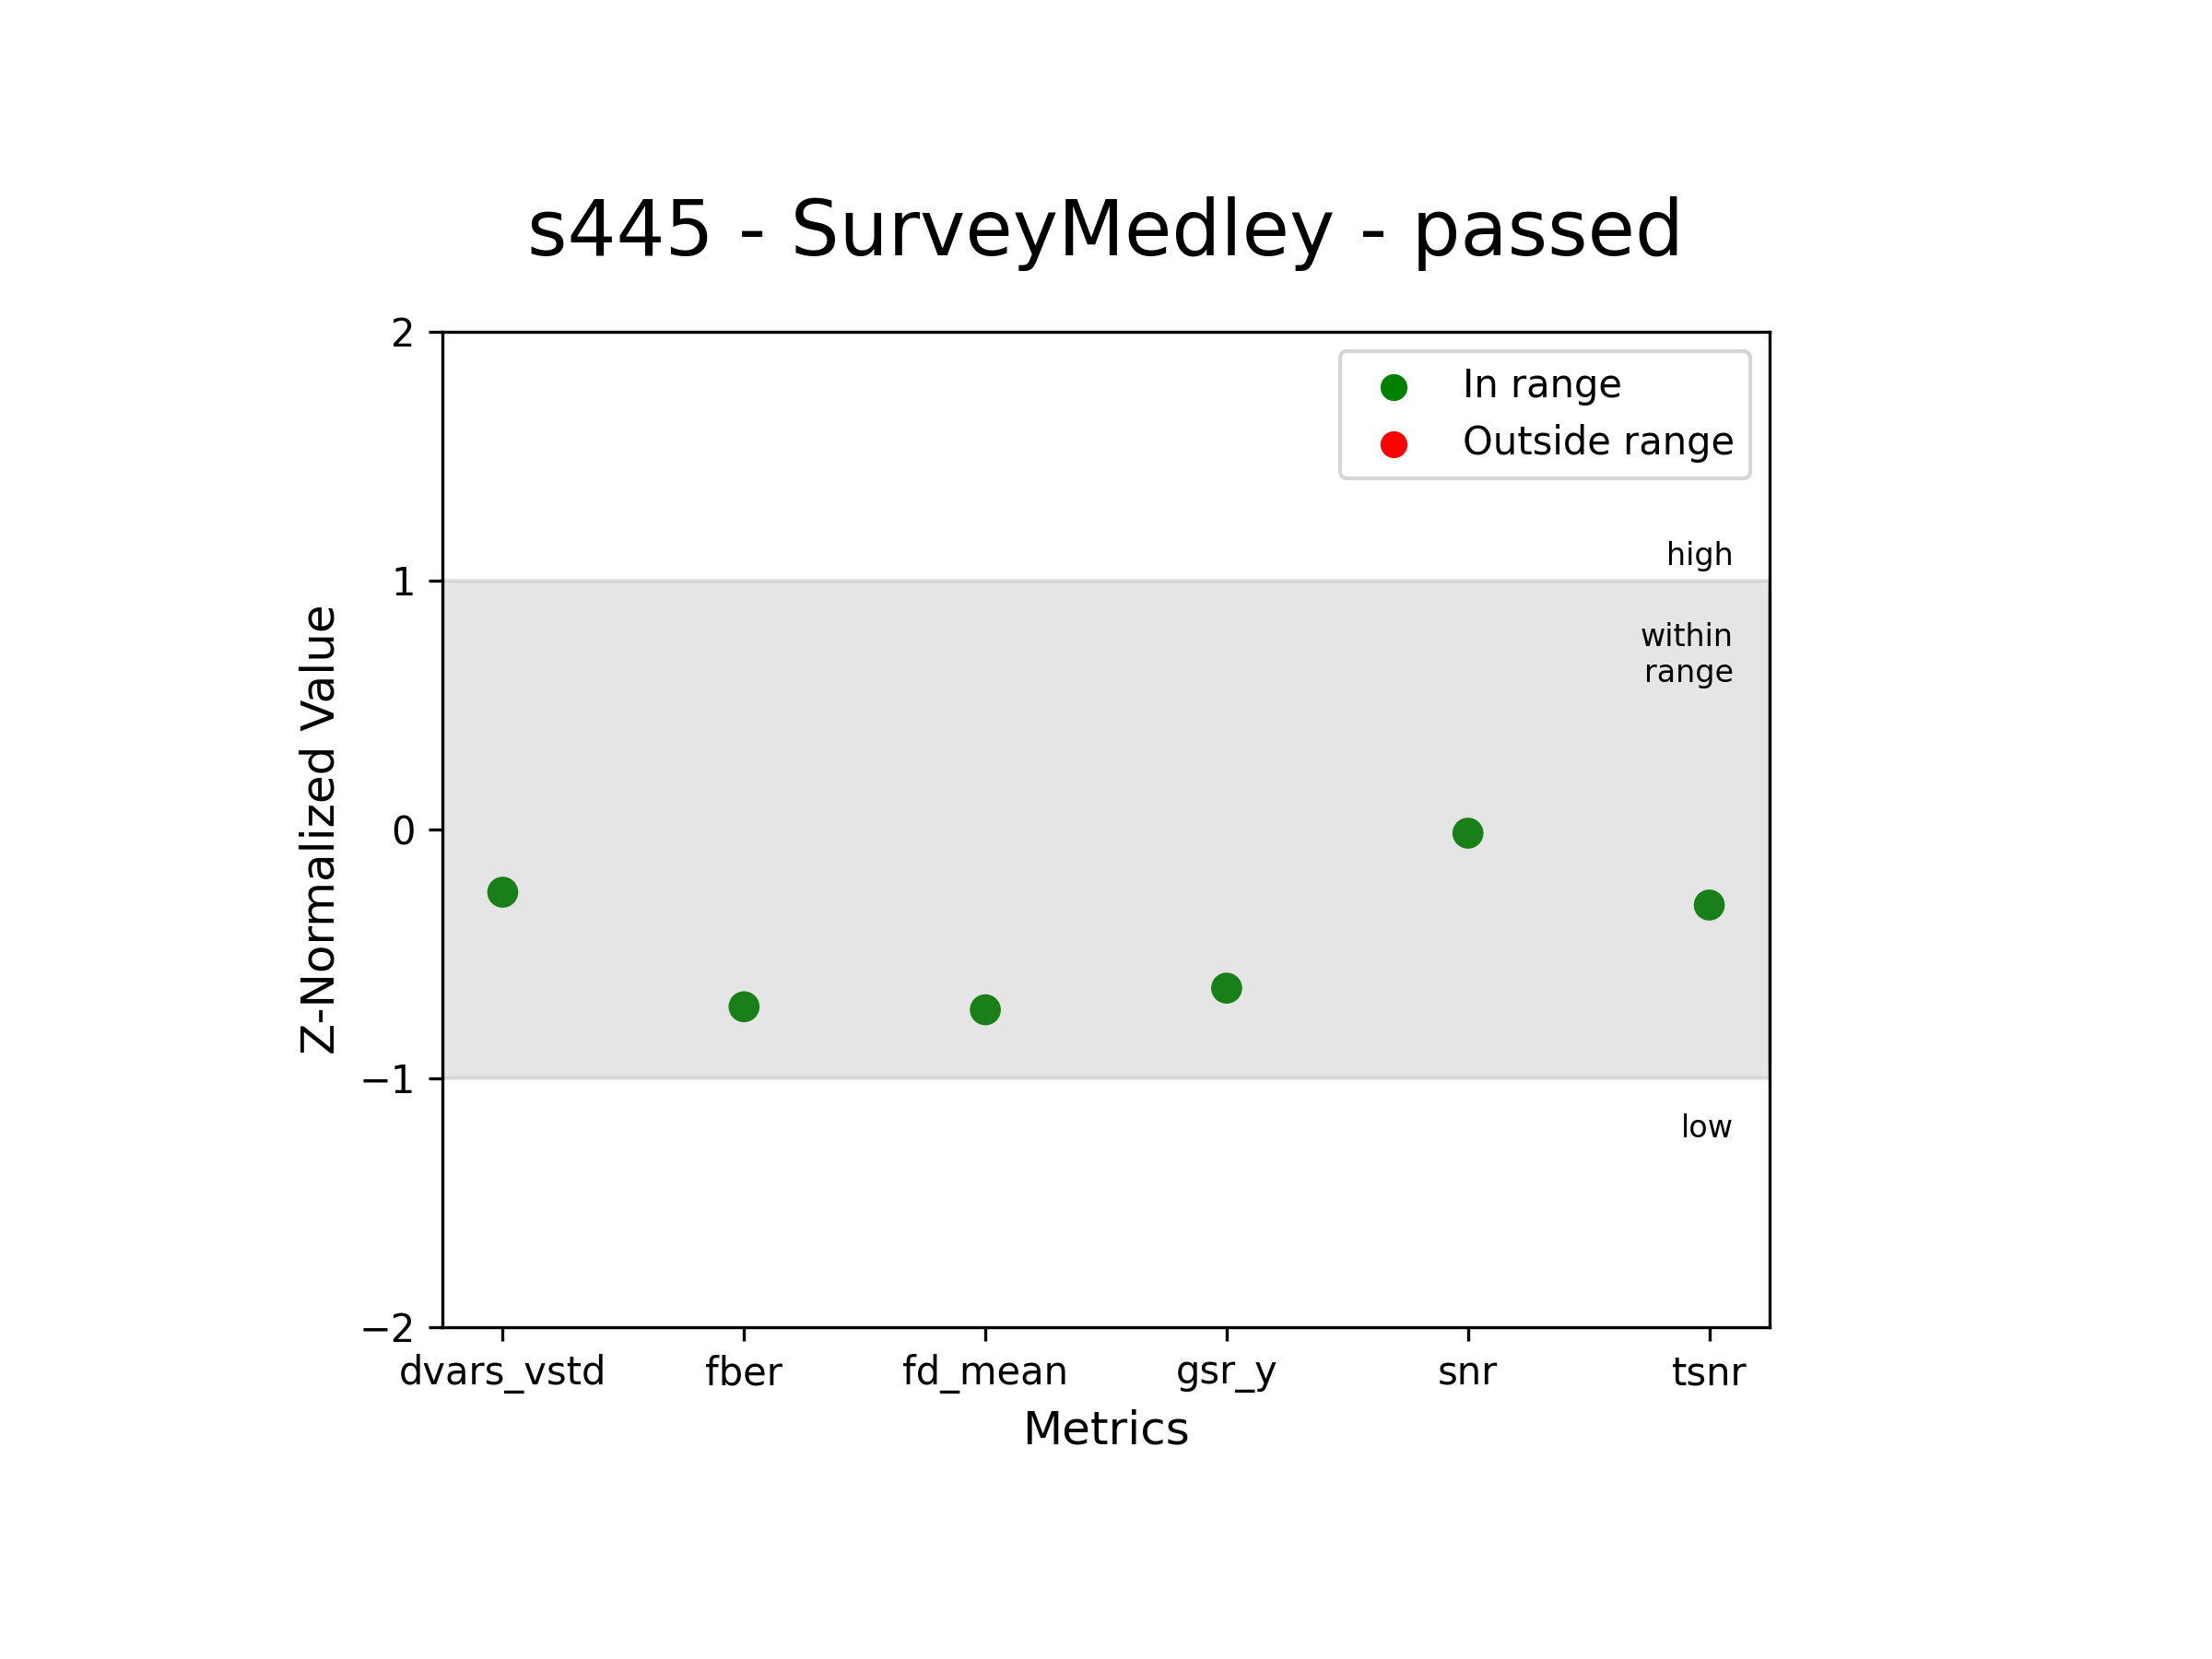 s445 - SurveyMedley - passed
2
In range
Outside range
high
1
within
range
Z-Normalized Value
0
−1
low
−2
dvars_vstd fber fd_mean gsr_y snr tsnr
Metrics